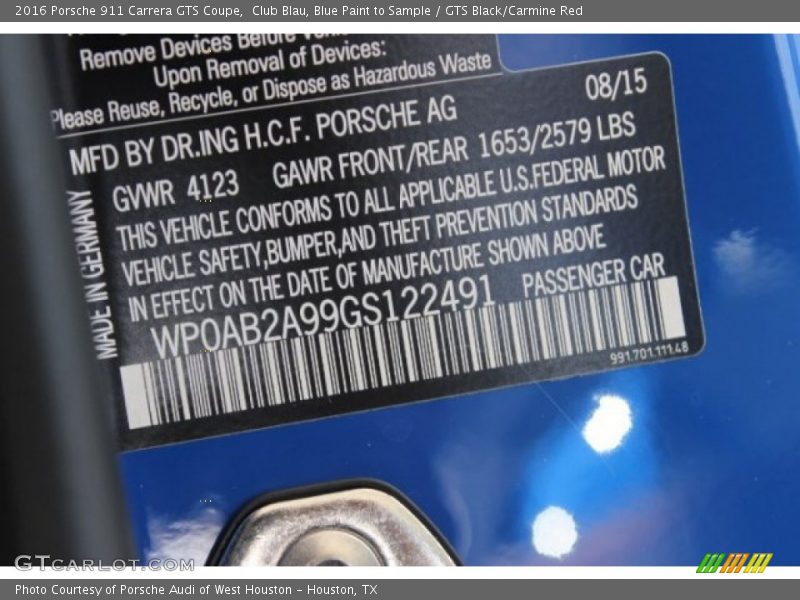 2016 Porsche 911 Carrera GTS Coupe,  Club Blau, Blue Paint to Sample / GTS Black/Carmine Red
Remove Devices Before
Upon Removal of Devices:
Please Reuse, Recycle, or Dispose as Hazardous Waste
08/15
MFD BY DR.ING H.C.F. PORSCHE AG
GVWR 4123 GAWR FRONT/REAR 1653/2579 LBS
THIS VEHICLE CONFORMS TO ALL APPLICABLE U.S.FEDERAL MOTOR
VEHICLE SAFETY,BUMPER,AND THEFT PREVENTION STANDARDS
IN EFFECT ON THE DATE OF MANUFACTURE SHOWN ABOVE
WP0AB2A99GS122491 PASSENGER CAR
991.701.111.48
MADE IN GERMANY
GTCARLOT.COM
Photo Courtesy of Porsche Audi of West Houston - Houston, TX